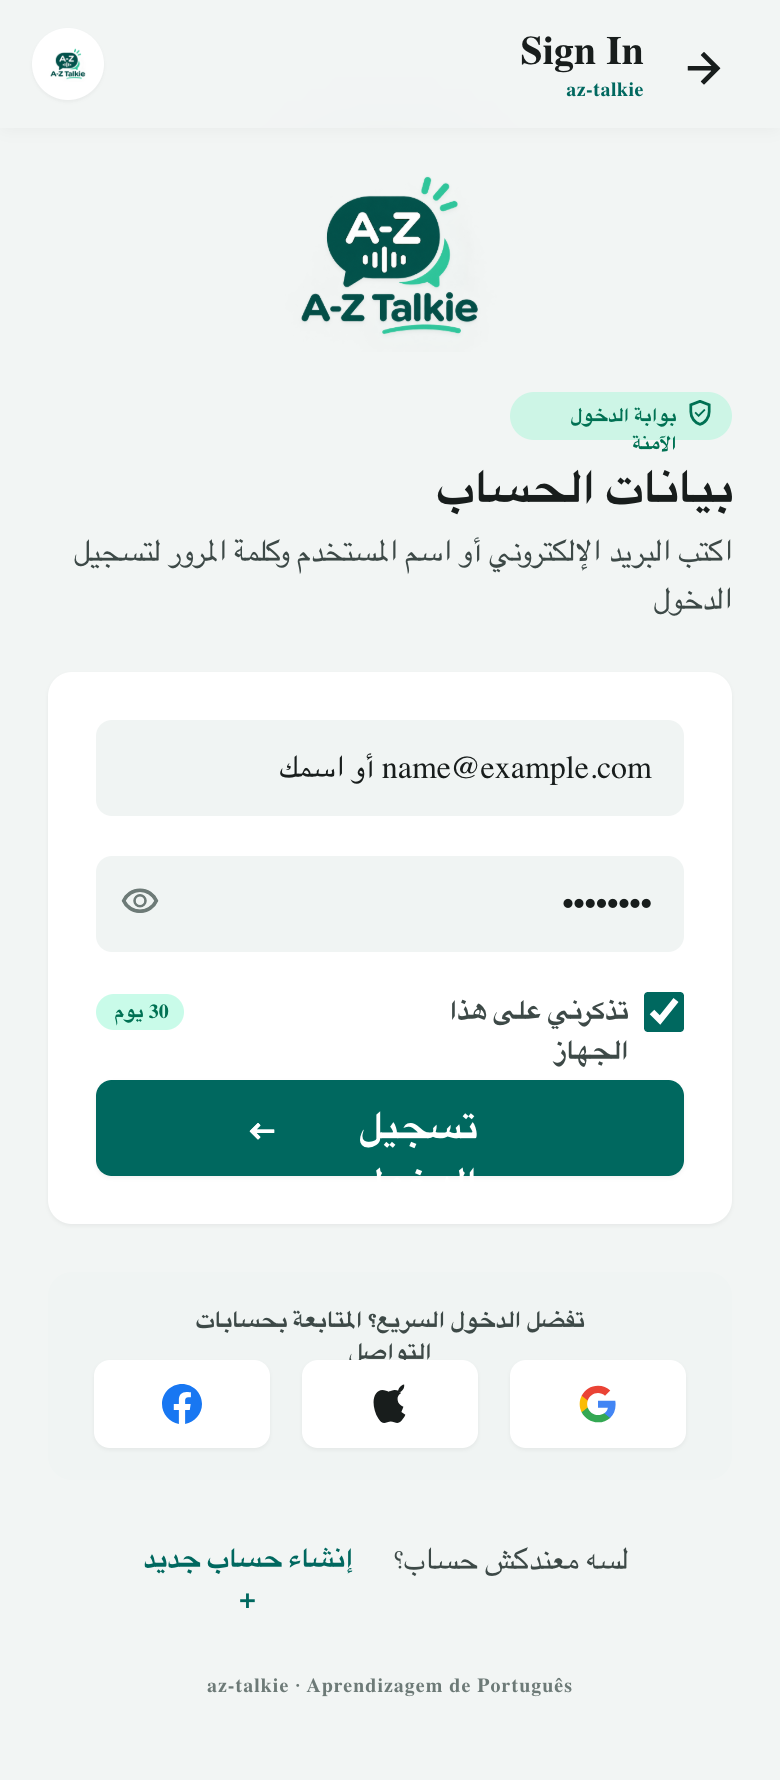 Sign In
az-talkie
A-Z
A-Z Talkie
A-Z
A-Z Talkie
بوابة الدخول
الآمنة
بيانات الحساب
اكتب البريد الإلكتروني أو اسم المستخدم وكلمة المرور لتسجيل
الدخول
name@example.com أو اسمك
••••••••
تذكرني على هذا
الجهاز
30 يوم
تسجيل
تفضل الدخول السريع؟ المتابعة بحسابات
التواصل
لسه معندكش حساب؟
إنشاء حساب جديد
+
az-talkie · Aprendizagem de Português